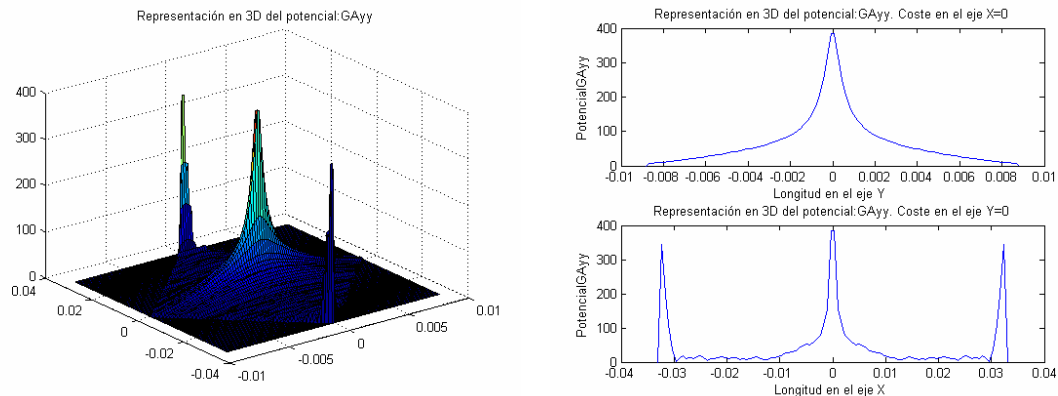 Representación en 3D del potencial:GAyy
400
300
200
100
0
0.04
0.02
0
-0.02
-0.04
-0.01
-0.005
0
0.005
0.01
Representación en 3D del potencial:GAyy. Coste en el eje X=0
PotencialGAyy
400
300
200
100
0
-0.01 -0.008 -0.006 -0.004 -0.002 0 0.002 0.004 0.006 0.008 0.01
Longitud en el eje Y
Representación en 3D del potencial:GAyy. Coste en el eje Y=0
PotencialGAyy
400
300
200
100
0
-0.04 -0.03 -0.02 -0.01 0 0.01 0.02 0.03 0.04
Longitud en el eje X